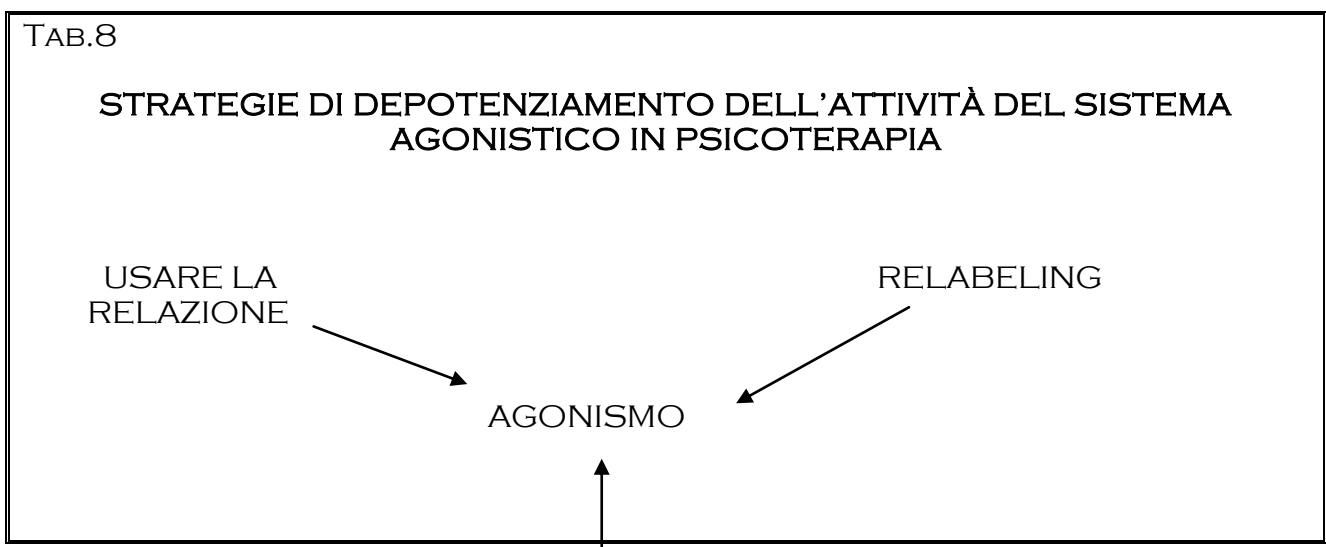 TAB.8
STRATEGIE DI DEPOTENZIAMENTO DELL’ATTIVITÀ DEL SISTEMA
AGONISTICO IN PSICOTERAPIA
USARE LA
RELAZIONE
RELABELING
AGONISMO